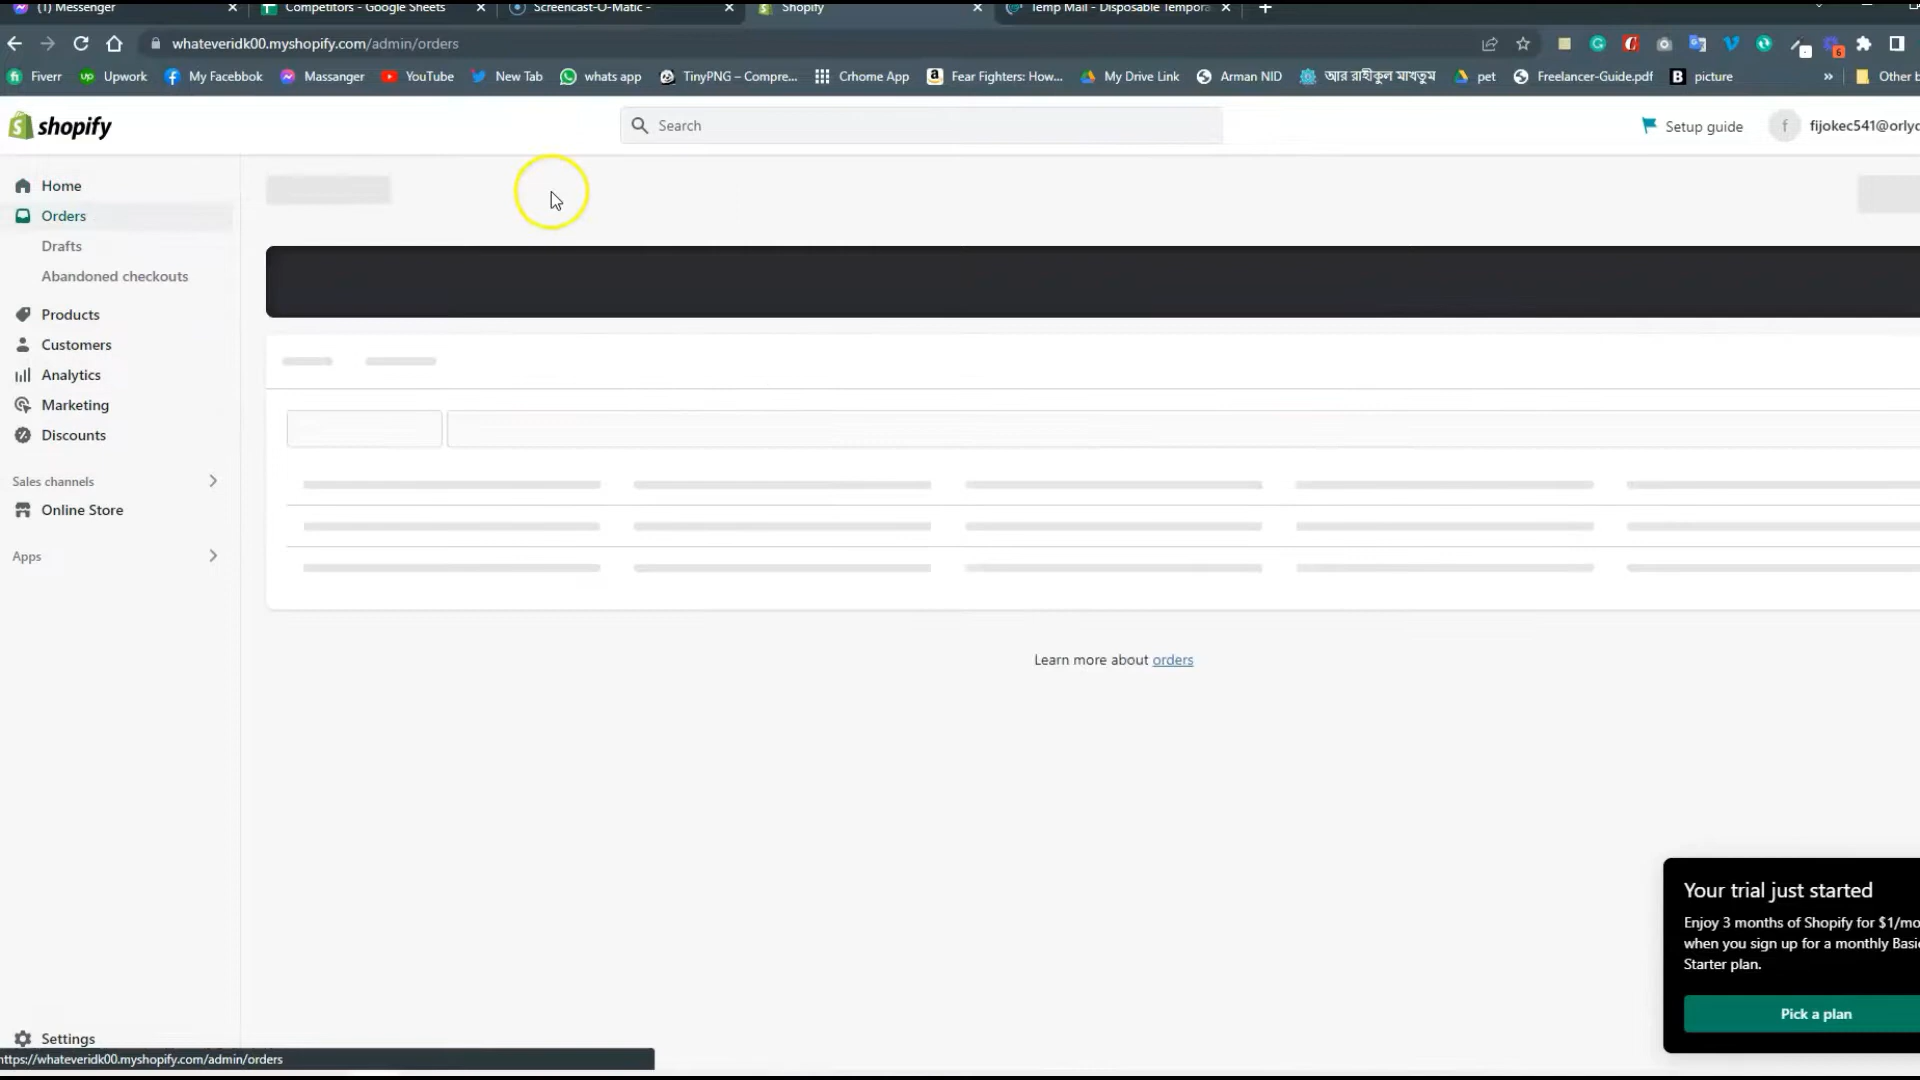 (1) Messenger
Competitors - Google Sheets
Screencast-O-Matic -
Shopify
Temp Mail - Disposable Tempora
whateveridk00.myshopify.com/admin/orders
6
Fiverr
Upwork
My Facebbok
Massanger
YouTube
New Tab
whats app
TinyPNG – Compre...
Crhome App
Fear Fighters: How...
My Drive Link
Arman NID
আর রাহীকুল মাখতুম
pet
Freelancer-Guide.pdf
picture
»
Other b
shopify
Search
Setup guide
f
fijokec541@orlyc
Home
Orders
Drafts
Abandoned checkouts
Products
Customers
Analytics
Marketing
Discounts
Sales channels
Online Store
Apps
Learn more about orders
Your trial just started
Enjoy 3 months of Shopify for $1/mo
when you sign up for a monthly Basic
Starter plan.
Pick a plan
Settings
https://whateveridk00.myshopify.com/admin/orders